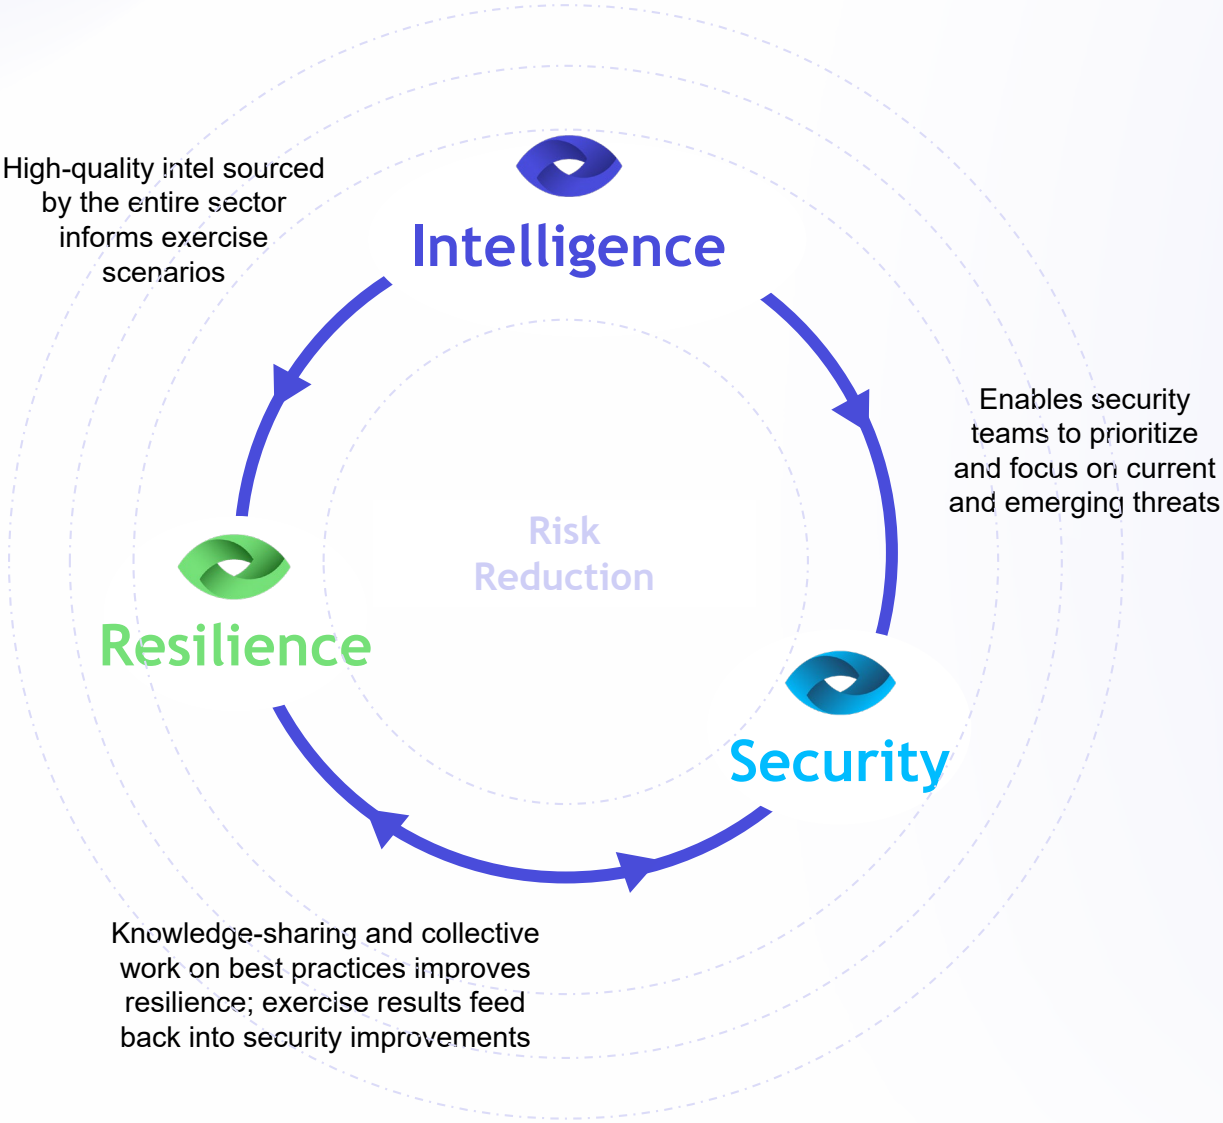 High-quality intel sourced
by the entire sector
informs exercise
scenarios
Intelligence
Enables security
teams to prioritize
and focus on current
and emerging threats
Risk
Reduction
Resilience
Security
Knowledge-sharing and collective
work on best practices improves
resilience; exercise results feed
back into security improvements